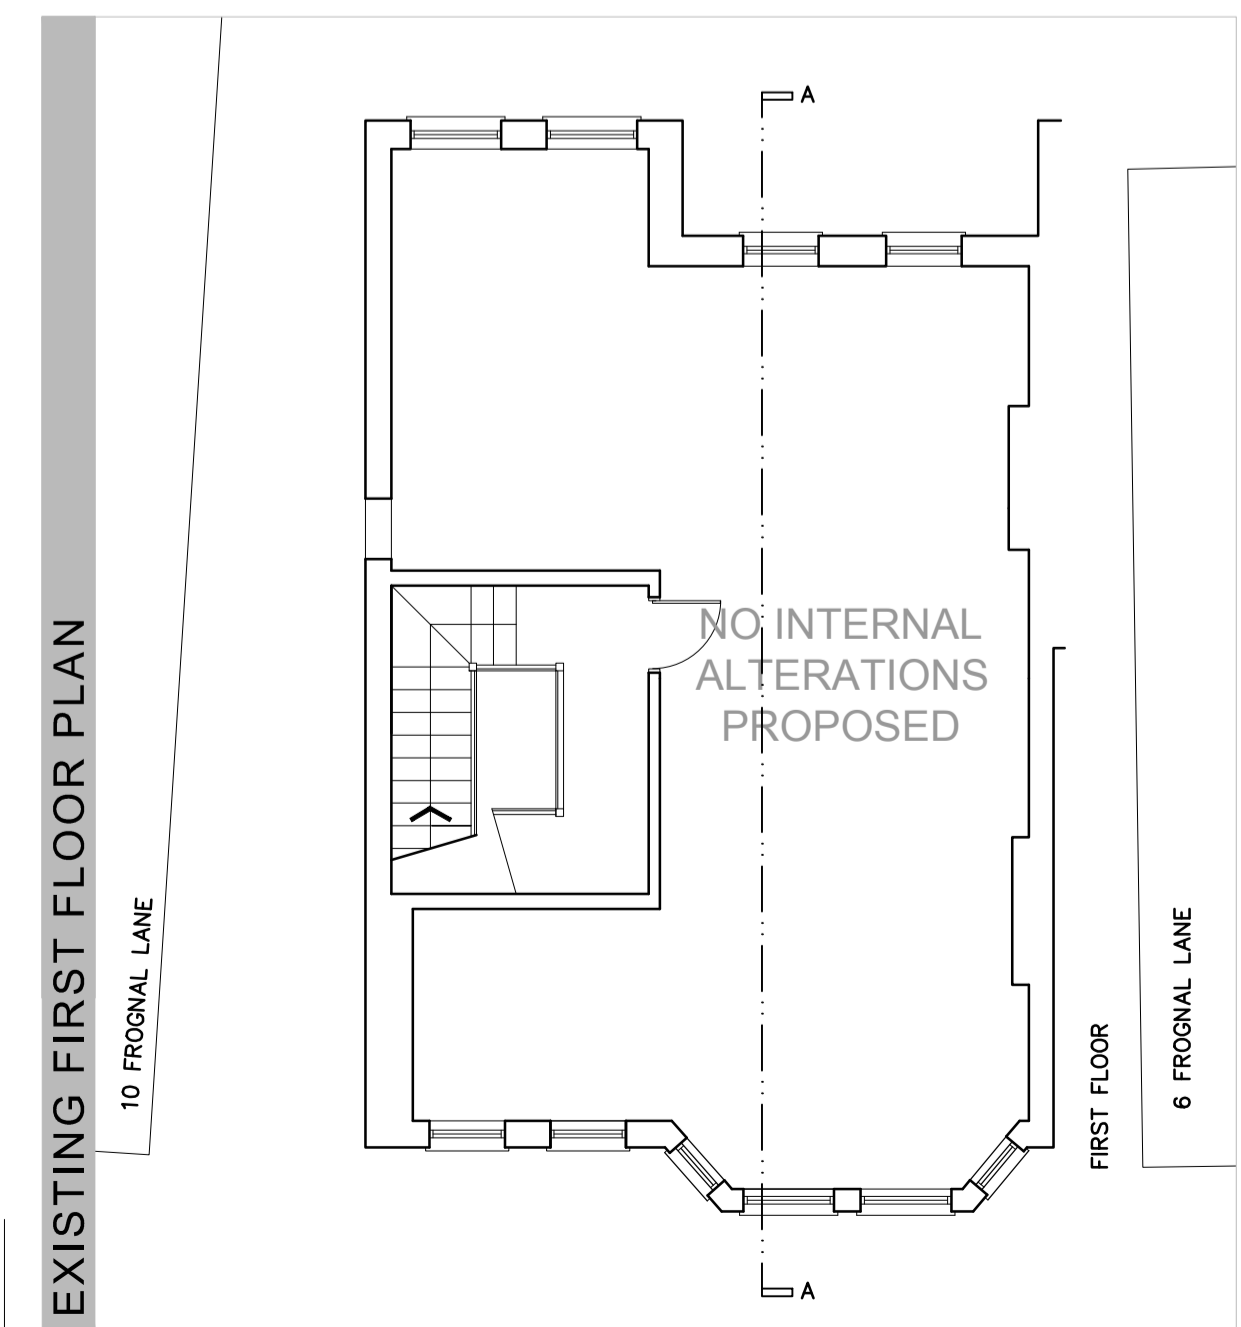 EXISTING FIRST FLOOR PLAN
A
NO INTERNAL
ALTERATIONS
PROPOSED
10 FROGNAL LANE
6 FROGNAL LANE
FIRST FLOOR
A